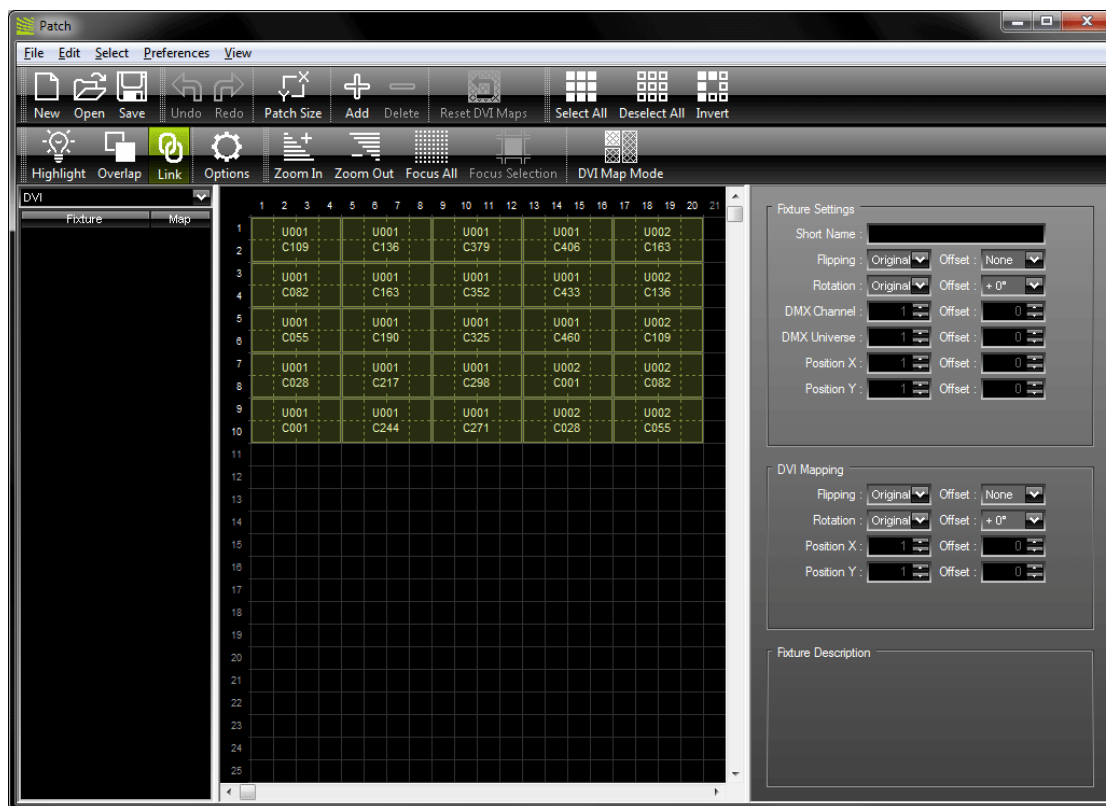 Patch
File Edit Select Preferences View
New Open Save Undo Redo Patch Size Add Delete Reset DVI Maps Select All Deselect All Invert
Highlight Overlap Link Options Zoom In Zoom Out Focus All Focus Selection DVI Map Mode
DVI
Fixture Map
1 2 3 4 5 6 7 8 9 10 11 12 13 14 15 16 17 18 19 20 21
1 U001 U001 U001 U001 U002
2 C109 C136 C379 C406 C163
3 U001 U001 U001 U001 U002
4 C082 C163 C352 C433 C136
5 U001 U001 U001 U001 U002
6 C055 C190 C325 C460 C109
7 U001 U001 U001 U002 U002
8 C028 C217 C298 C001 C082
9 U001 U001 U001 U002 U002
10 C001 C244 C271 C028 C055
11
12
13
14
15
16
17
18
19
20
21
22
23
24
25
Fixture Settings
Short Name :
Flipping : Original Offset : None
Rotation : Original Offset : + 0°
DMX Channel : 1 Offset : 0
DMX Universe : 1 Offset : 0
Position X : 1 Offset : 0
Position Y : 1 Offset : 0
DVI Mapping
Flipping : Original Offset : None
Rotation : Original Offset : + 0°
Position X : 1 Offset : 0
Position Y : 1 Offset : 0
Fixture Description